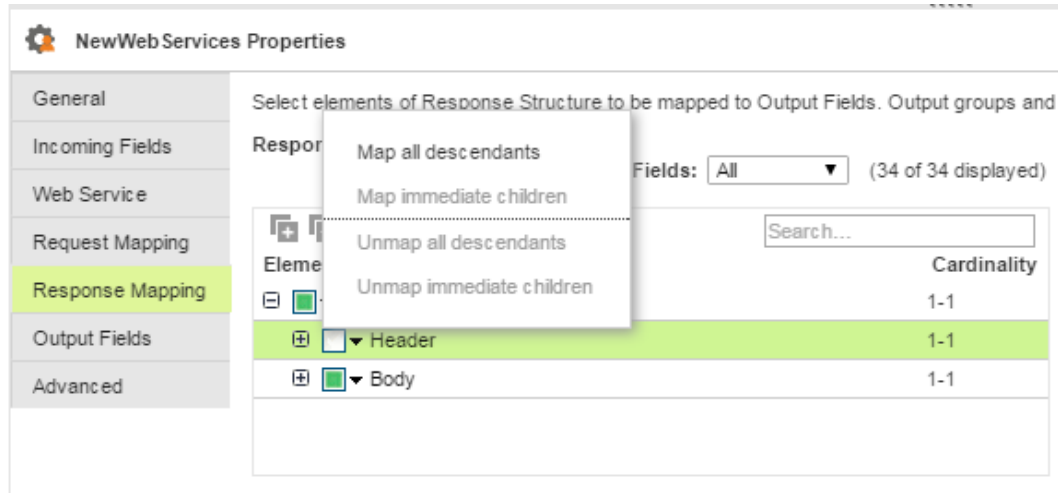 NewWebServices Properties
General
Incoming Fields
Web Service
Request Mapping
Response Mapping
Output Fields
Advanced
Select elements of Response Structure to be mapped to Output Fields. Output groups and
Fields: All (34 of 34 displayed)
Map all descendants
Map immediate children
Unmap all descendants
Unmap immediate children
Search...
Cardinality
1-1
Header 1-1
Body 1-1